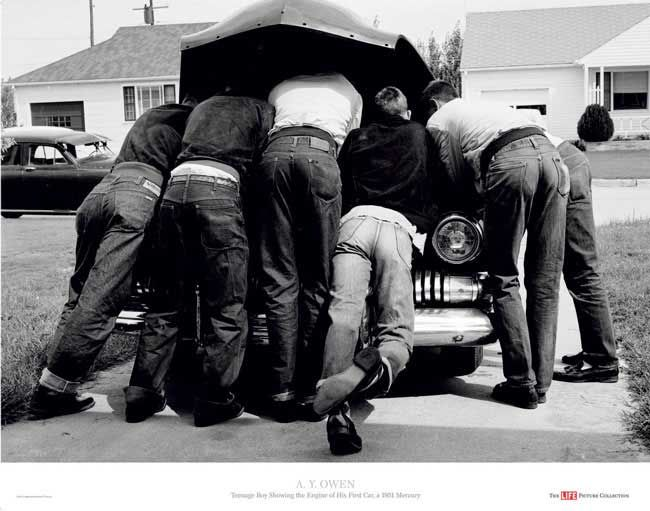 A. Y. OWEN
Teenage Boy Showing the Engine of His First Car, a 1951 Mercury
THE LIFE PICTURE COLLECTION